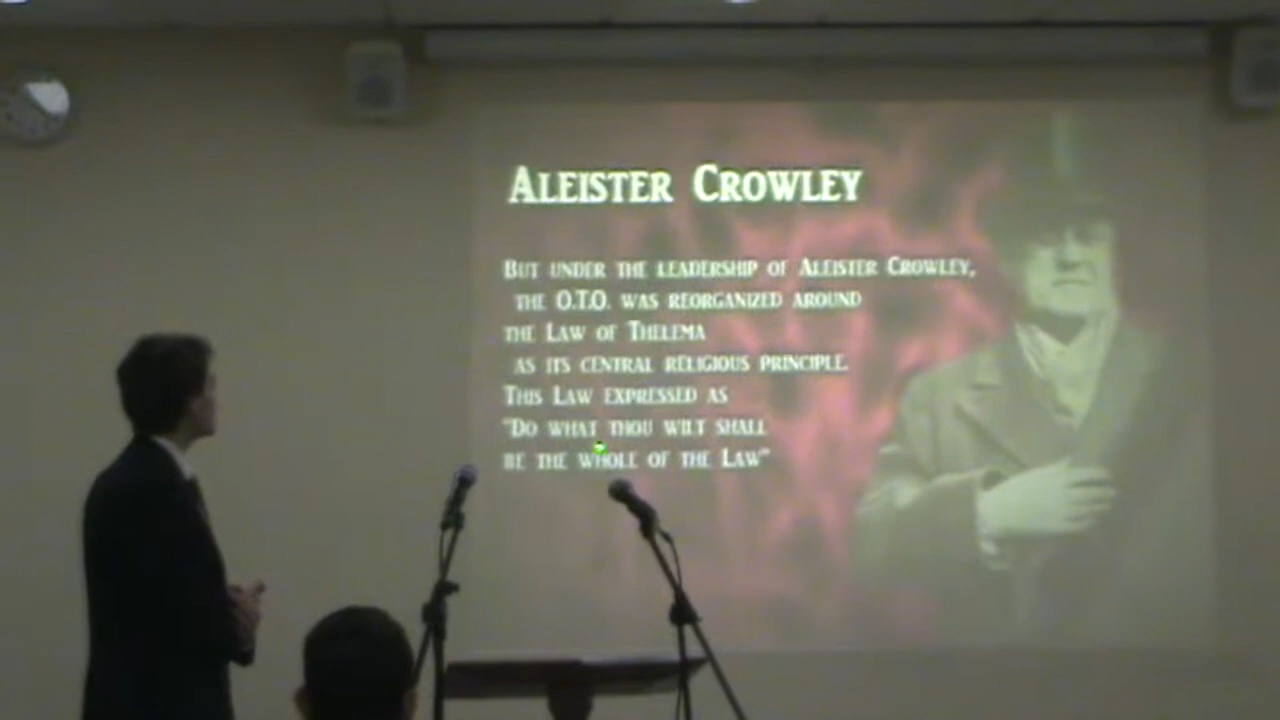 ALEISTER CROWLEY
BUT UNDER THE LEADERSHIP OF ALEISTER CROWLEY,
THE O.T.O. WAS REORGANIZED AROUND
THE LAW OF THELEMA
AS ITS CENTRAL RELIGIOUS PRINCIPLE.
THIS LAW EXPRESSED AS
"DO WHAT THOU WILT SHALL
BE THE WHOLE OF THE LAW"